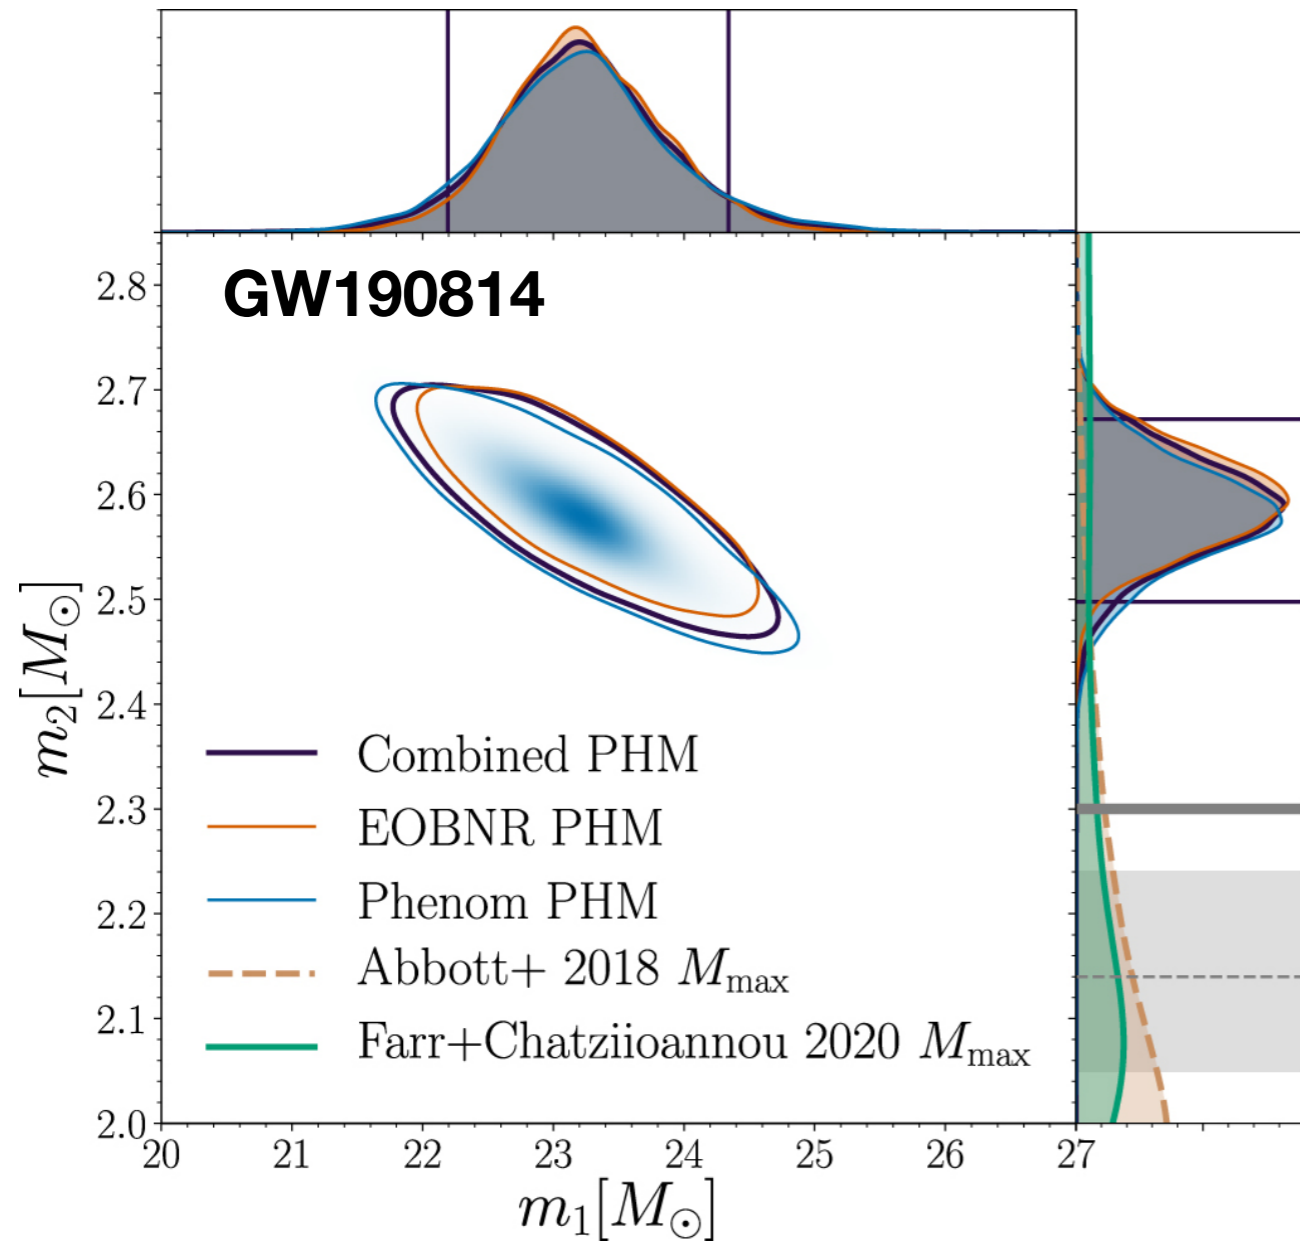 GW190814
2.8
2.7
2.6
2.5
2.4
2.3
2.2
2.1
2.0
m₂[M⊙]
Combined PHM
EOBNR PHM
Phenom PHM
Abbott+ 2018 Mmax
Farr+Chatziioannou 2020 Mmax
20 21 22 23 24 25 26 27
m₁[M⊙]